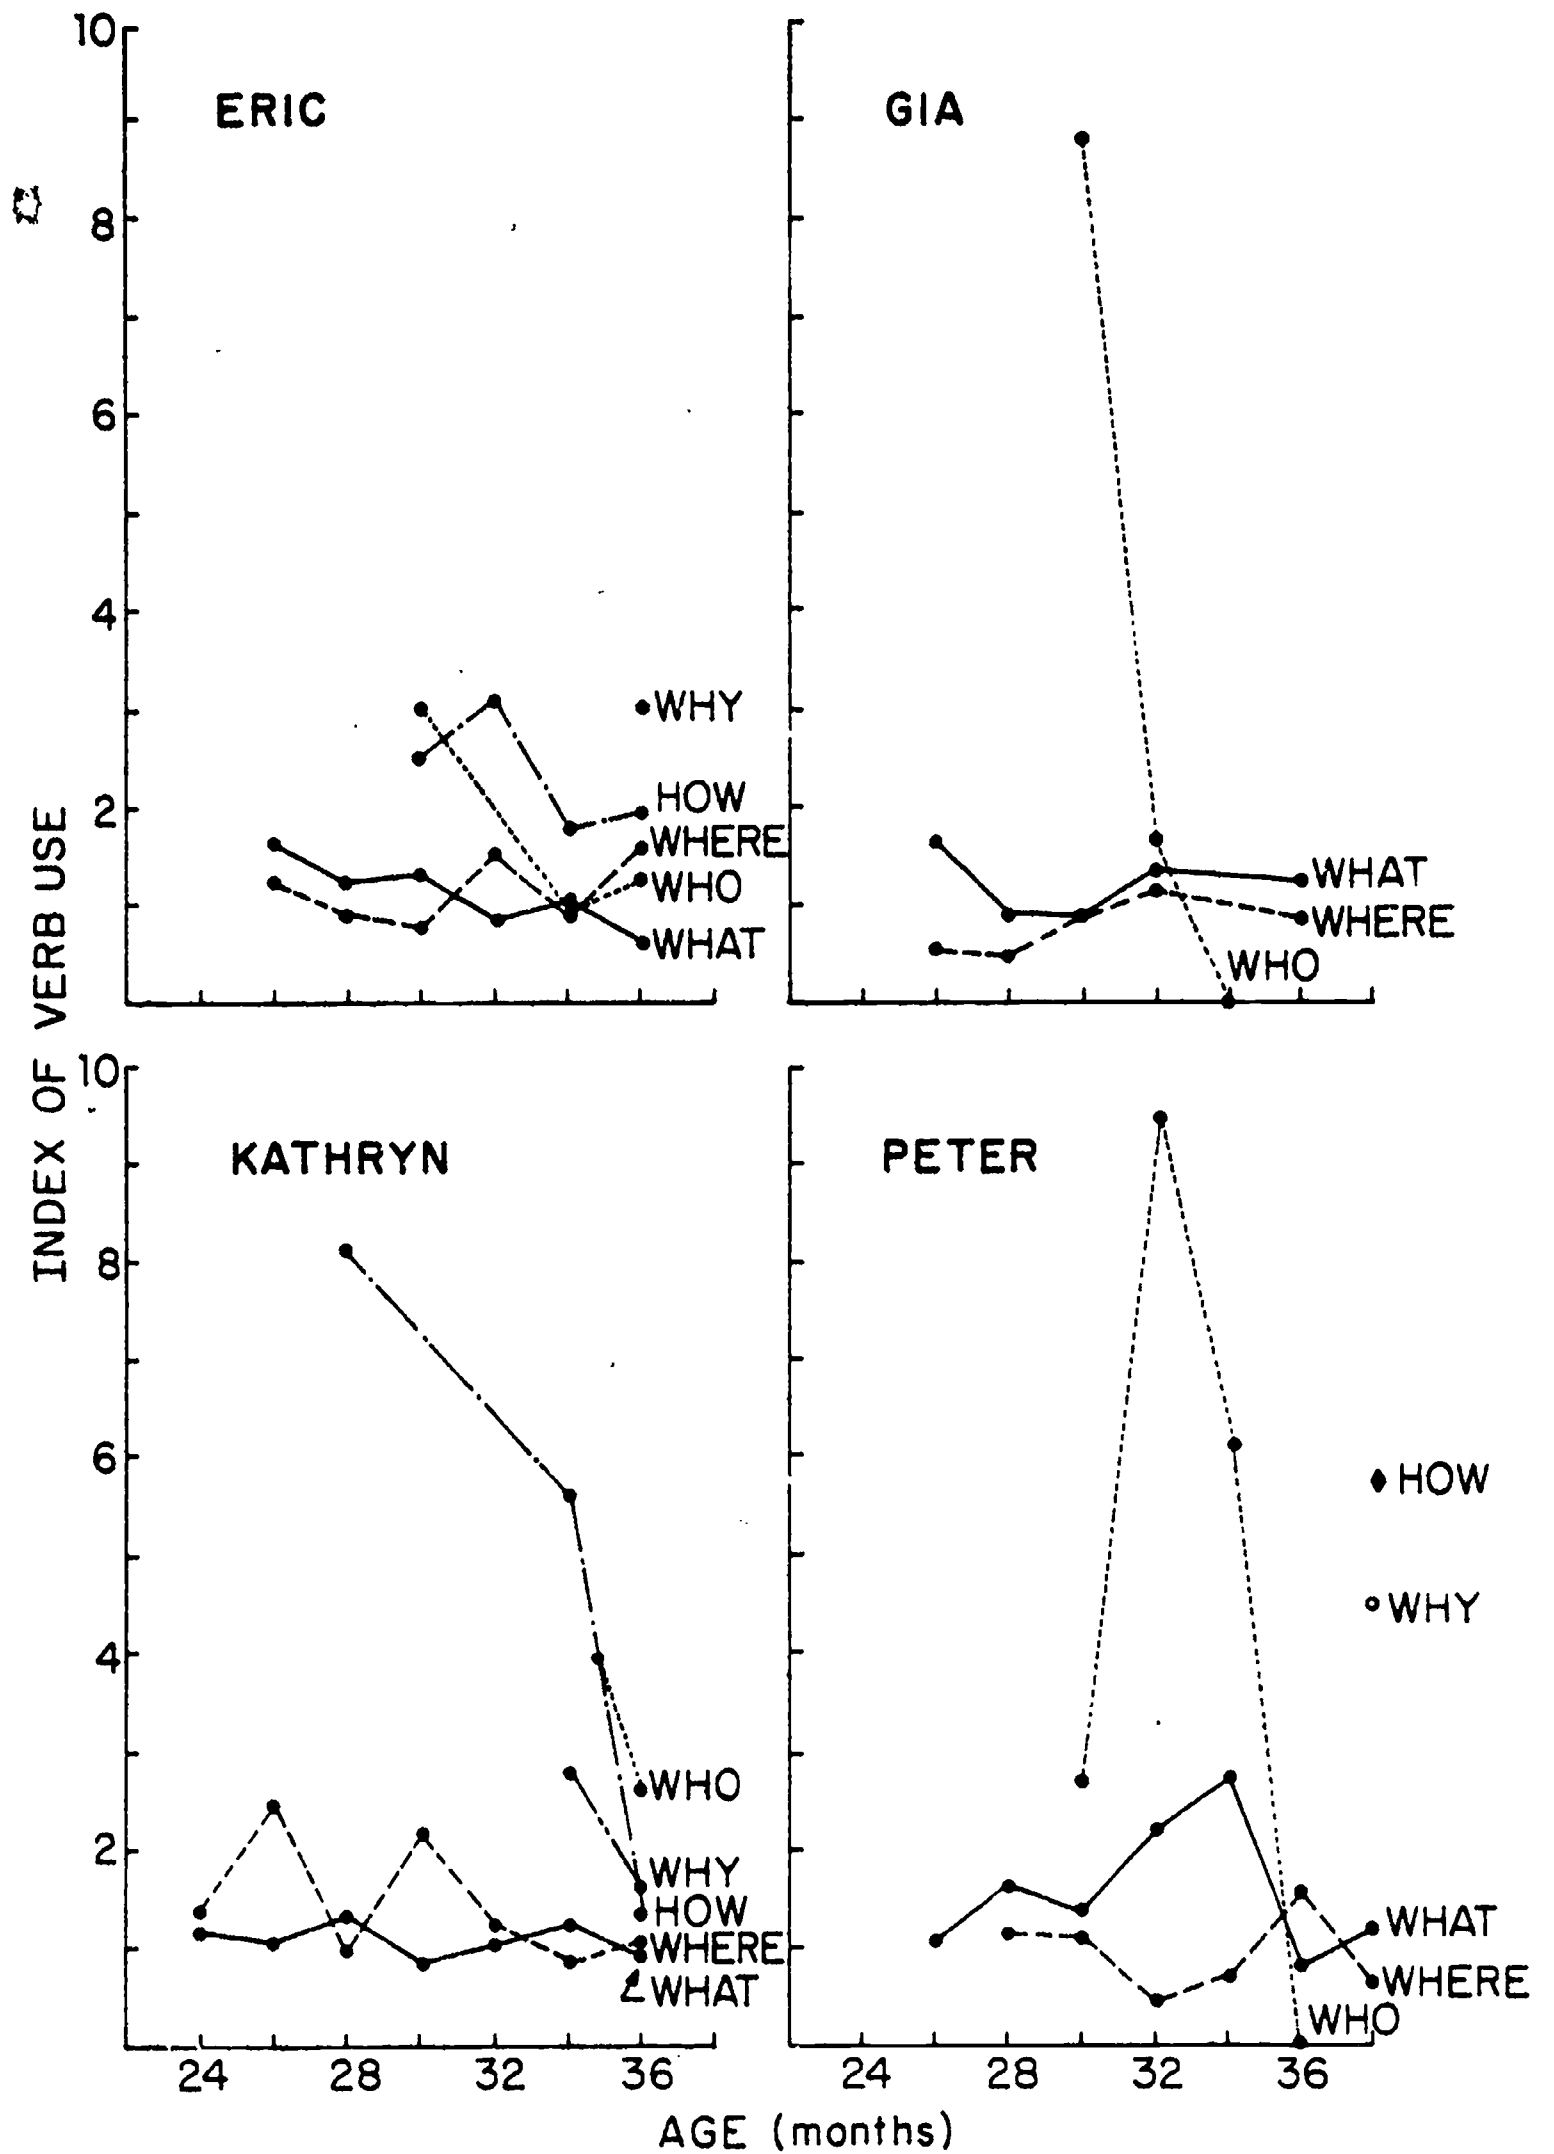 INDEX OF VERB USE
10
8
6
4
2
ERIC
WHY
HOW
WHERE
WHO
WHAT
GIA
WHAT
WHERE
WHO
10
8
6
4
2
KATHRYN
WHO
WHY
HOW
WHERE
WHAT
24 28 32 36
PETER
HOW
WHY
WHAT
WHERE
WHO
24 28 32 36
AGE (months)